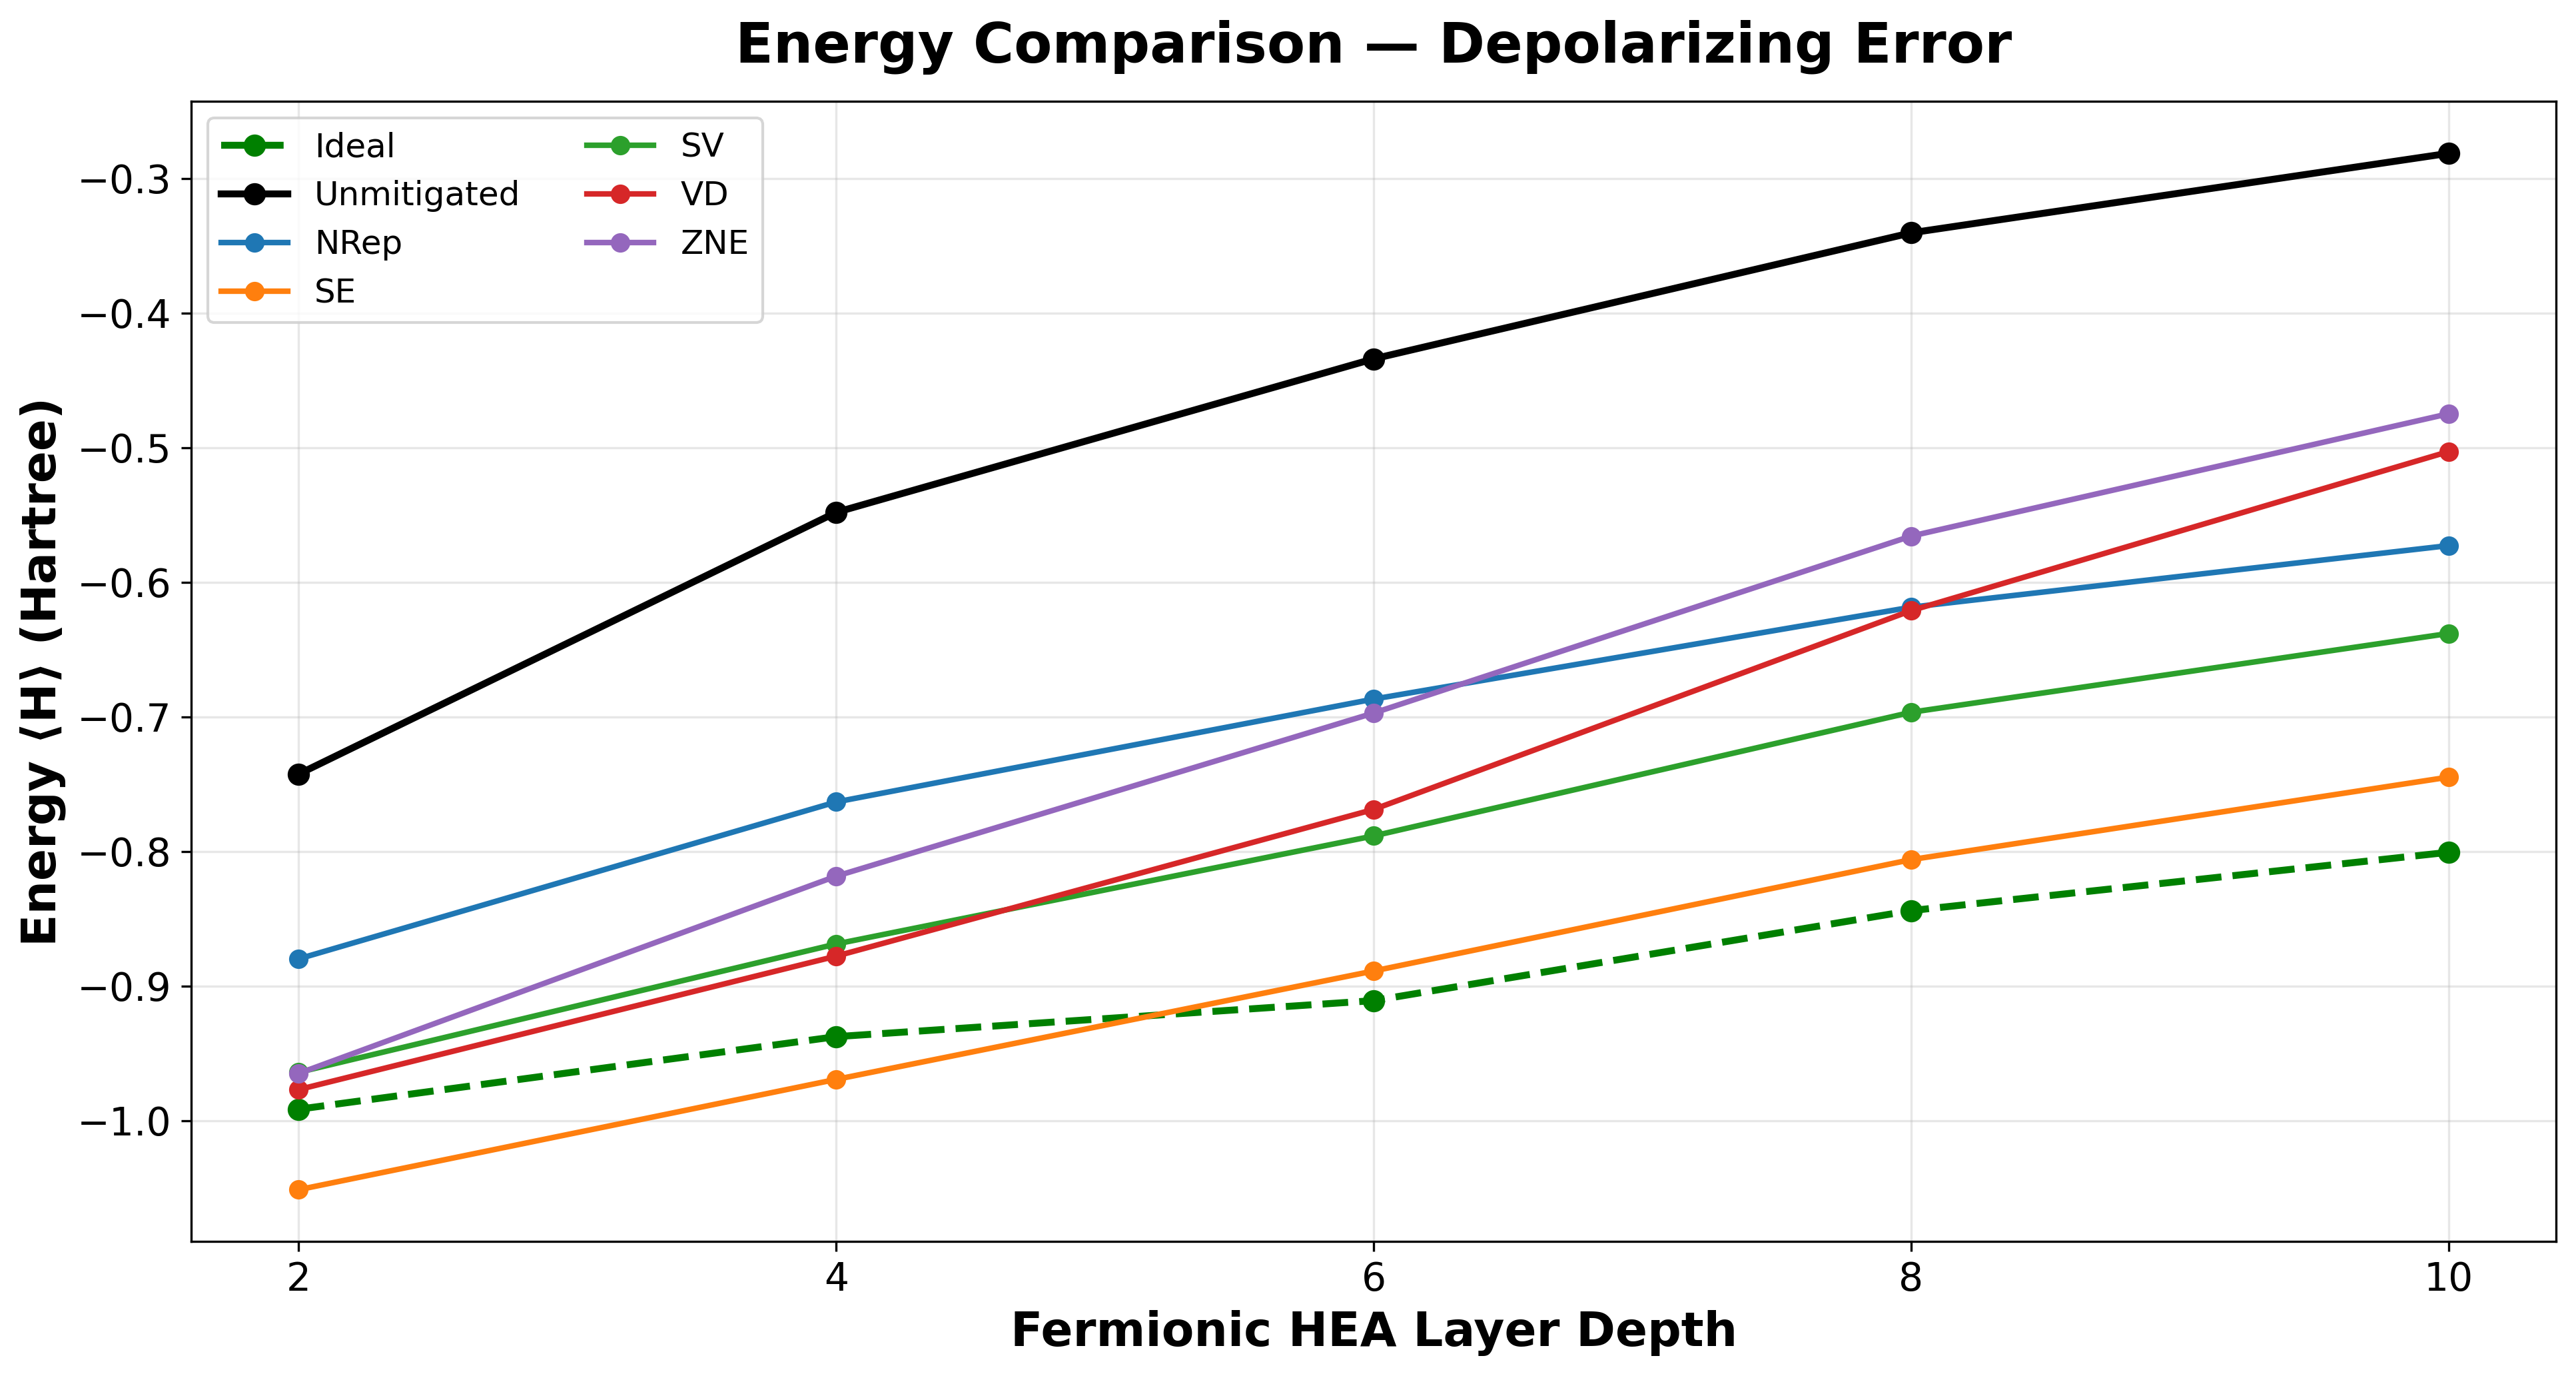 Energy Comparison — Depolarizing Error
Ideal
Unmitigated
NRep
SE
SV
VD
ZNE
Energy ⟨H⟩ (Hartree)
−0.3
−0.4
−0.5
−0.6
−0.7
−0.8
−0.9
−1.0
2 4 6 8 10
Fermionic HEA Layer Depth